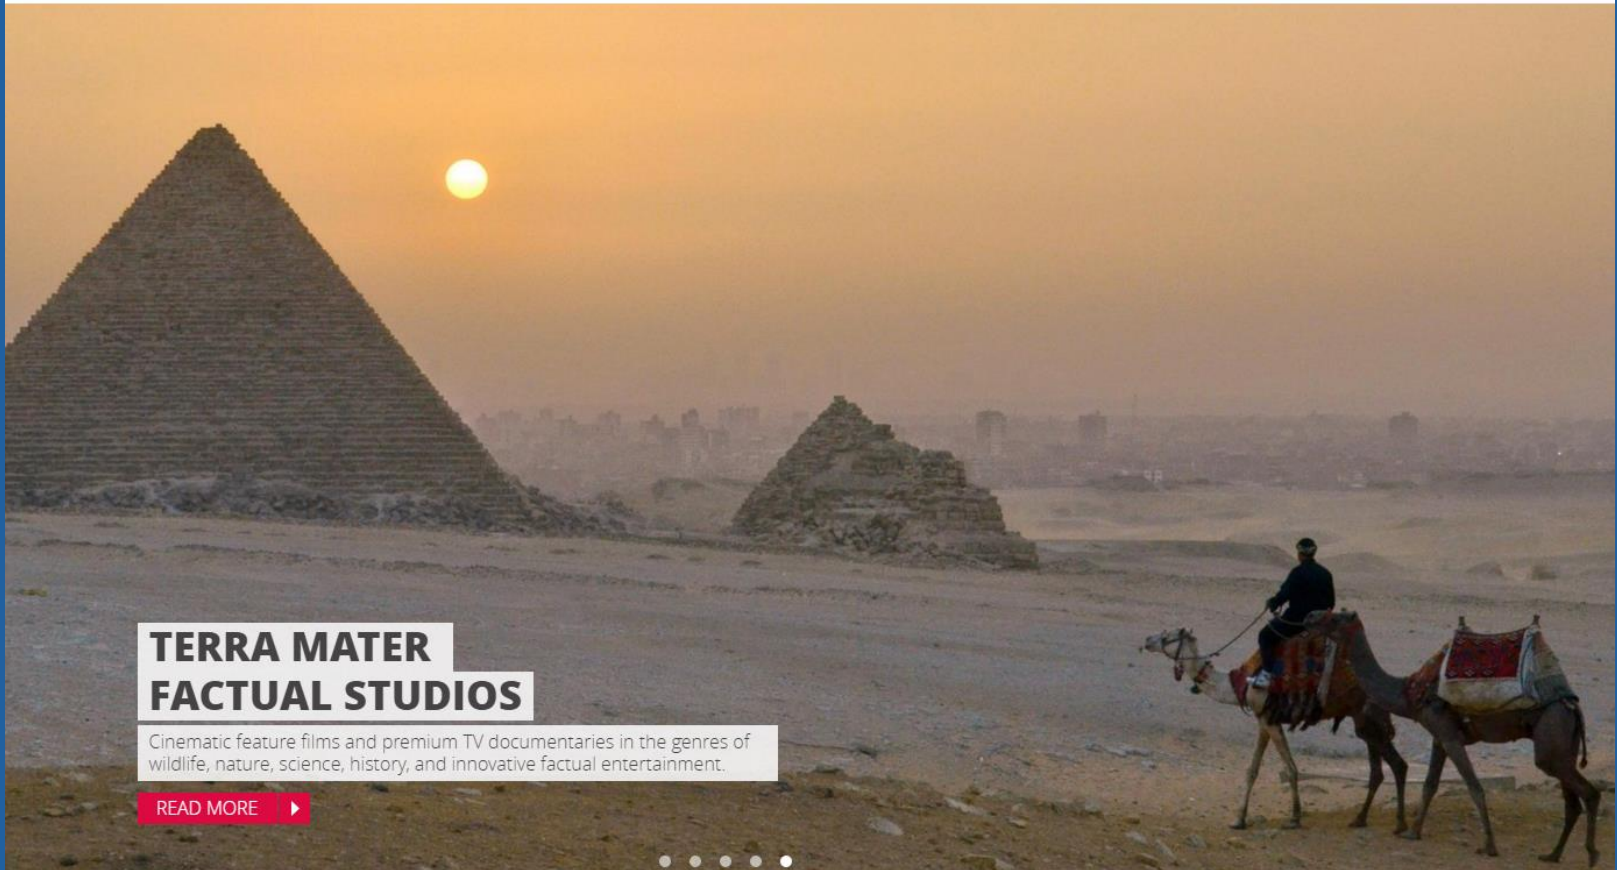 TERRA MATER
FACTUAL STUDIOS
Cinematic feature films and premium TV documentaries in the genres of
wildlife, nature, science, history, and innovative factual entertainment.
READ MORE